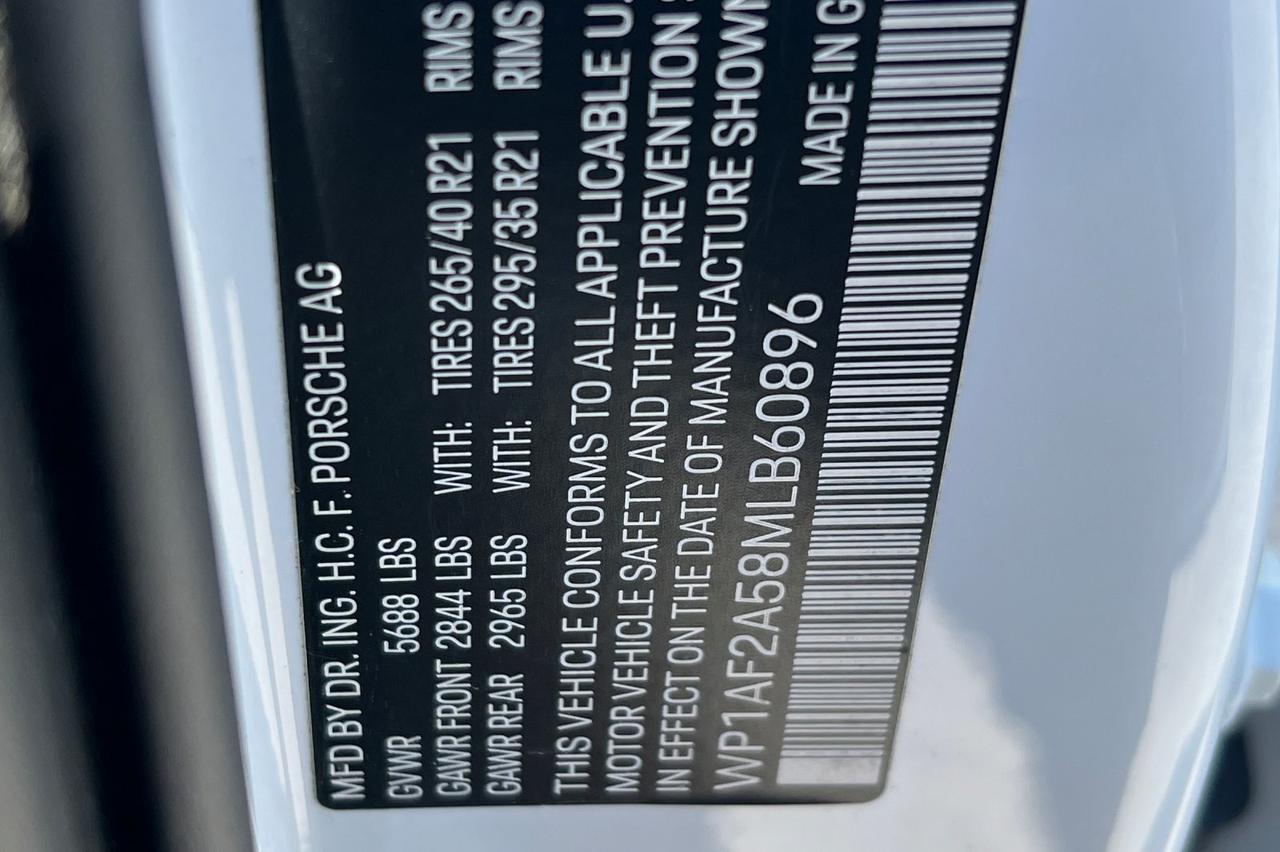 MFD BY DR. ING. H.C. F. PORSCHE AG
GVWR 5688 LBS
GAWR FRONT 2844 LBS WITH: TIRES 265/40 R21 RIMS
GAWR REAR 2965 LBS WITH: TIRES 295/35 R21 RIMS
THIS VEHICLE CONFORMS TO ALL APPLICABLE U.
MOTOR VEHICLE SAFETY AND THEFT PREVENTION
IN EFFECT ON THE DATE OF MANUFACTURE SHOWN
MADE IN G
WP1AF2A58MLB60896